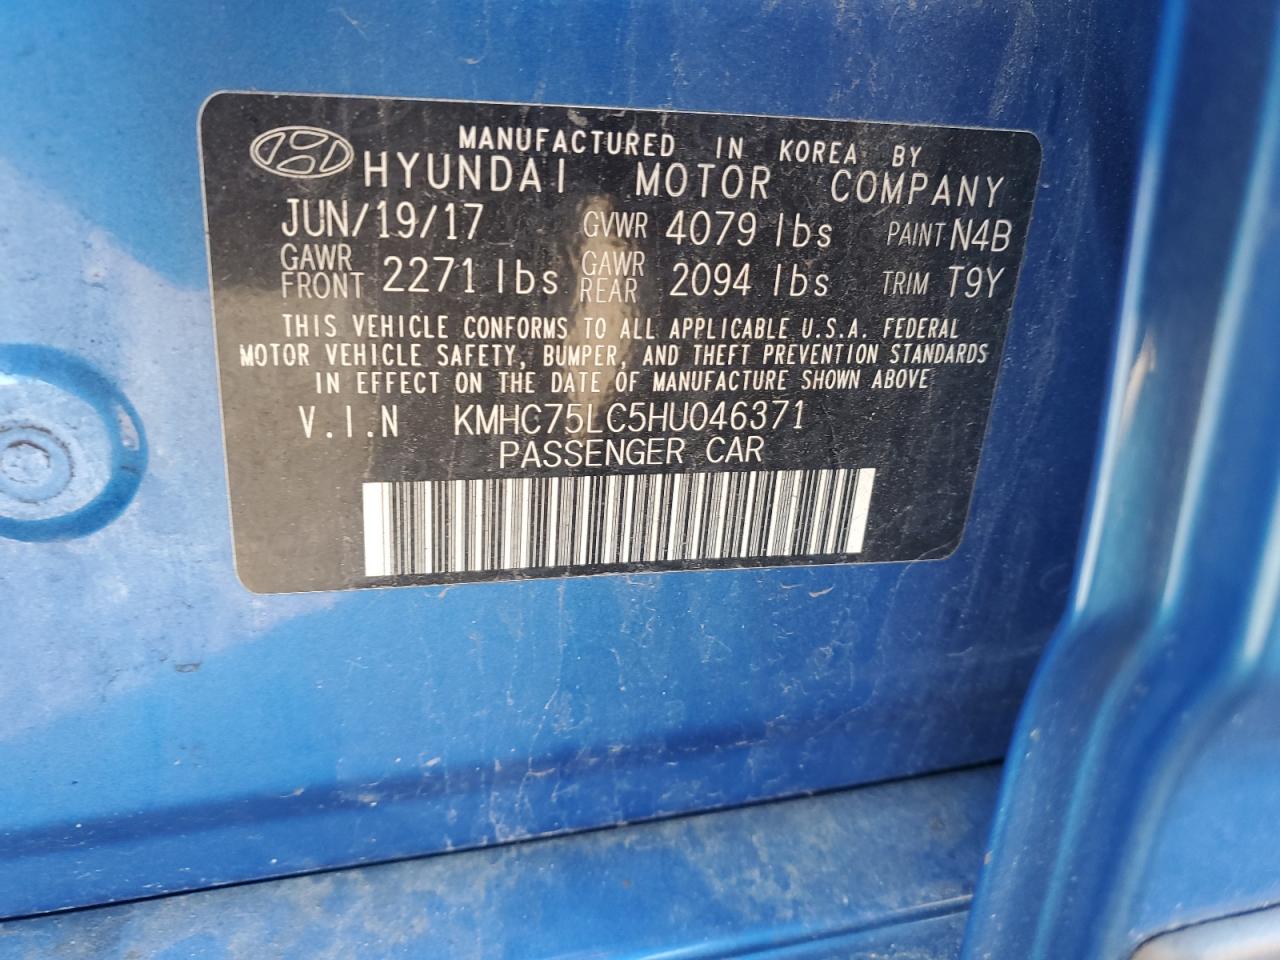 MANUFACTURED IN KOREA BY
HYUNDAI MOTOR COMPANY
JUN/19/17 GVWR 4079 lbs PAINT N4B
GAWR FRONT 2271 lbs GAWR REAR 2094 lbs TRIM T9Y
THIS VEHICLE CONFORMS TO ALL APPLICABLE U.S.A. FEDERAL
MOTOR VEHICLE SAFETY, BUMPER, AND THEFT PREVENTION STANDARDS
IN EFFECT ON THE DATE OF MANUFACTURE SHOWN ABOVE
V.I.N KMHC75LC5HU046371
PASSENGER CAR